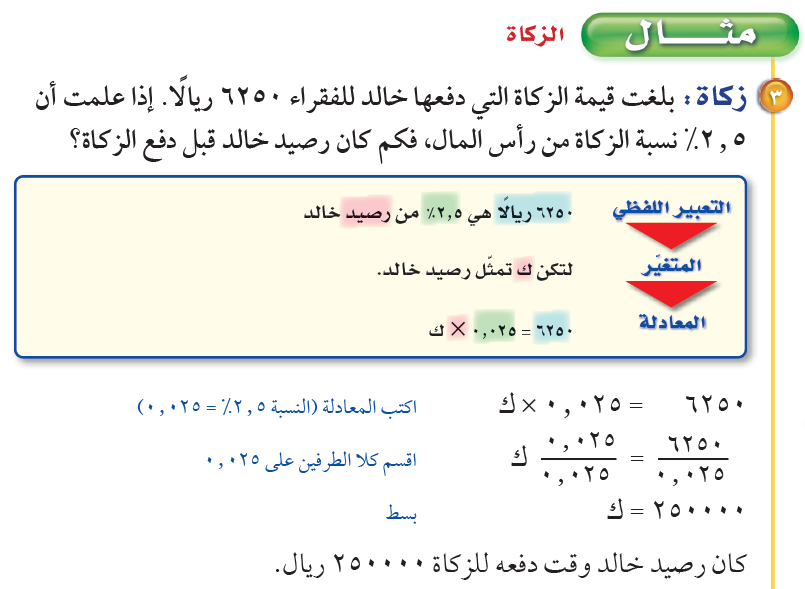 مثـــال الزكاة
٣ زكاة: بلغت قيمة الزكاة التي دفعها خالد للفقراء ٦٢٥٠ ريالًا. إذا علمت أن
٢,٥٪ نسبة الزكاة من رأس المال، فكم كان رصيد خالد قبل دفع الزكاة؟
التعبير اللفظي ٦٢٥٠ ريالًا هي ٢,٥٪ من رصيد خالد
المتغيّر لتكن ك تمثّل رصيد خالد.
المعادلة ٦٢٥٠ = ٠,٠٢٥ × ك
٦٢٥٠ = ٠,٠٢٥ × ك اكتب المعادلة (النسبة ٢,٥٪ = ٠,٠٢٥)
٦٢٥٠/٠,٠٢٥ = ٠,٠٢٥/٠,٠٢٥ ك اقسم كلا الطرفين على ٠,٠٢٥
٢٥٠٠٠٠ = ك بسط
كان رصيد خالد وقت دفعه للزكاة ٢٥٠٠٠٠ ريال.